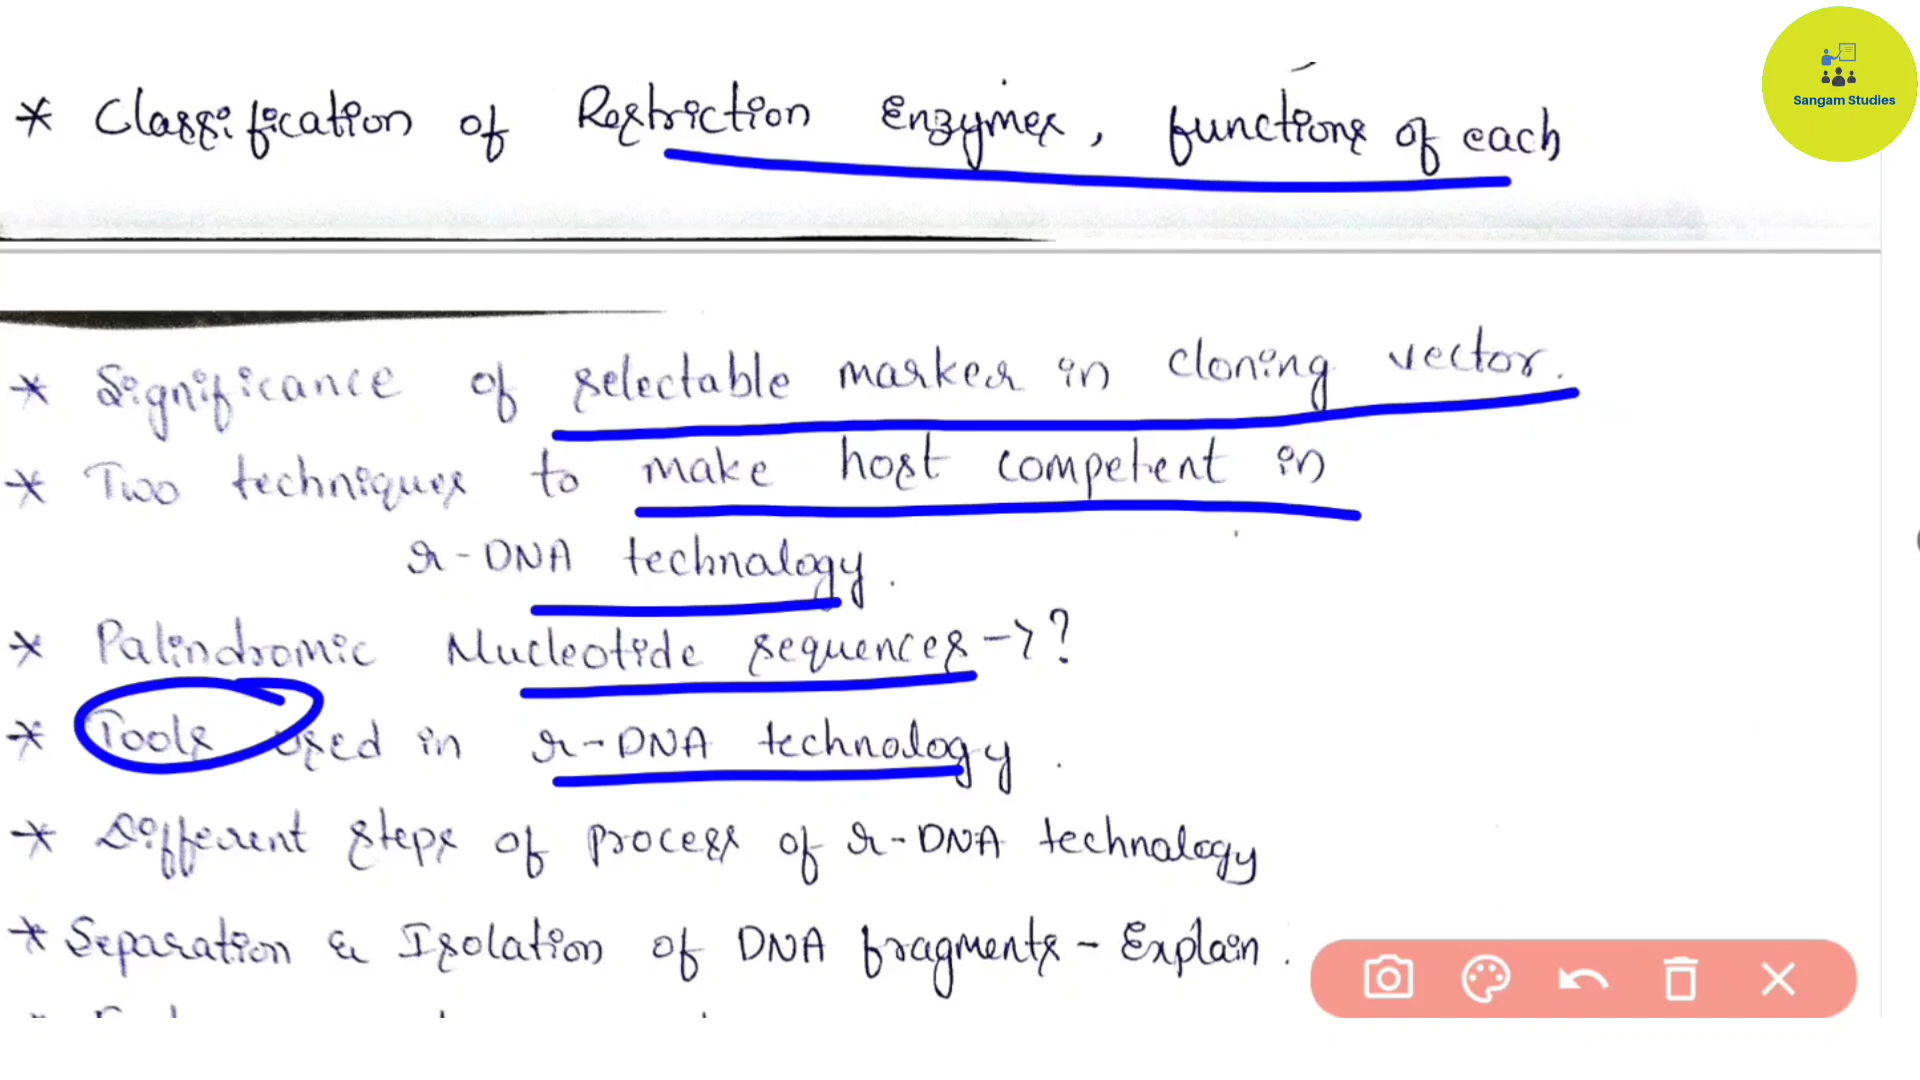 Sangam Studies
* Classification of Restriction Enzymes, functions of each
* Significance of selectable marker in cloning vector.
* Two techniques to make host competent in
r-DNA technology.
* Palindromic Nucleotide sequences -> ?
* Tools used in r-DNA technology.
* Different steps of process of r-DNA technology
* Separation & Isolation of DNA fragments - Explain.